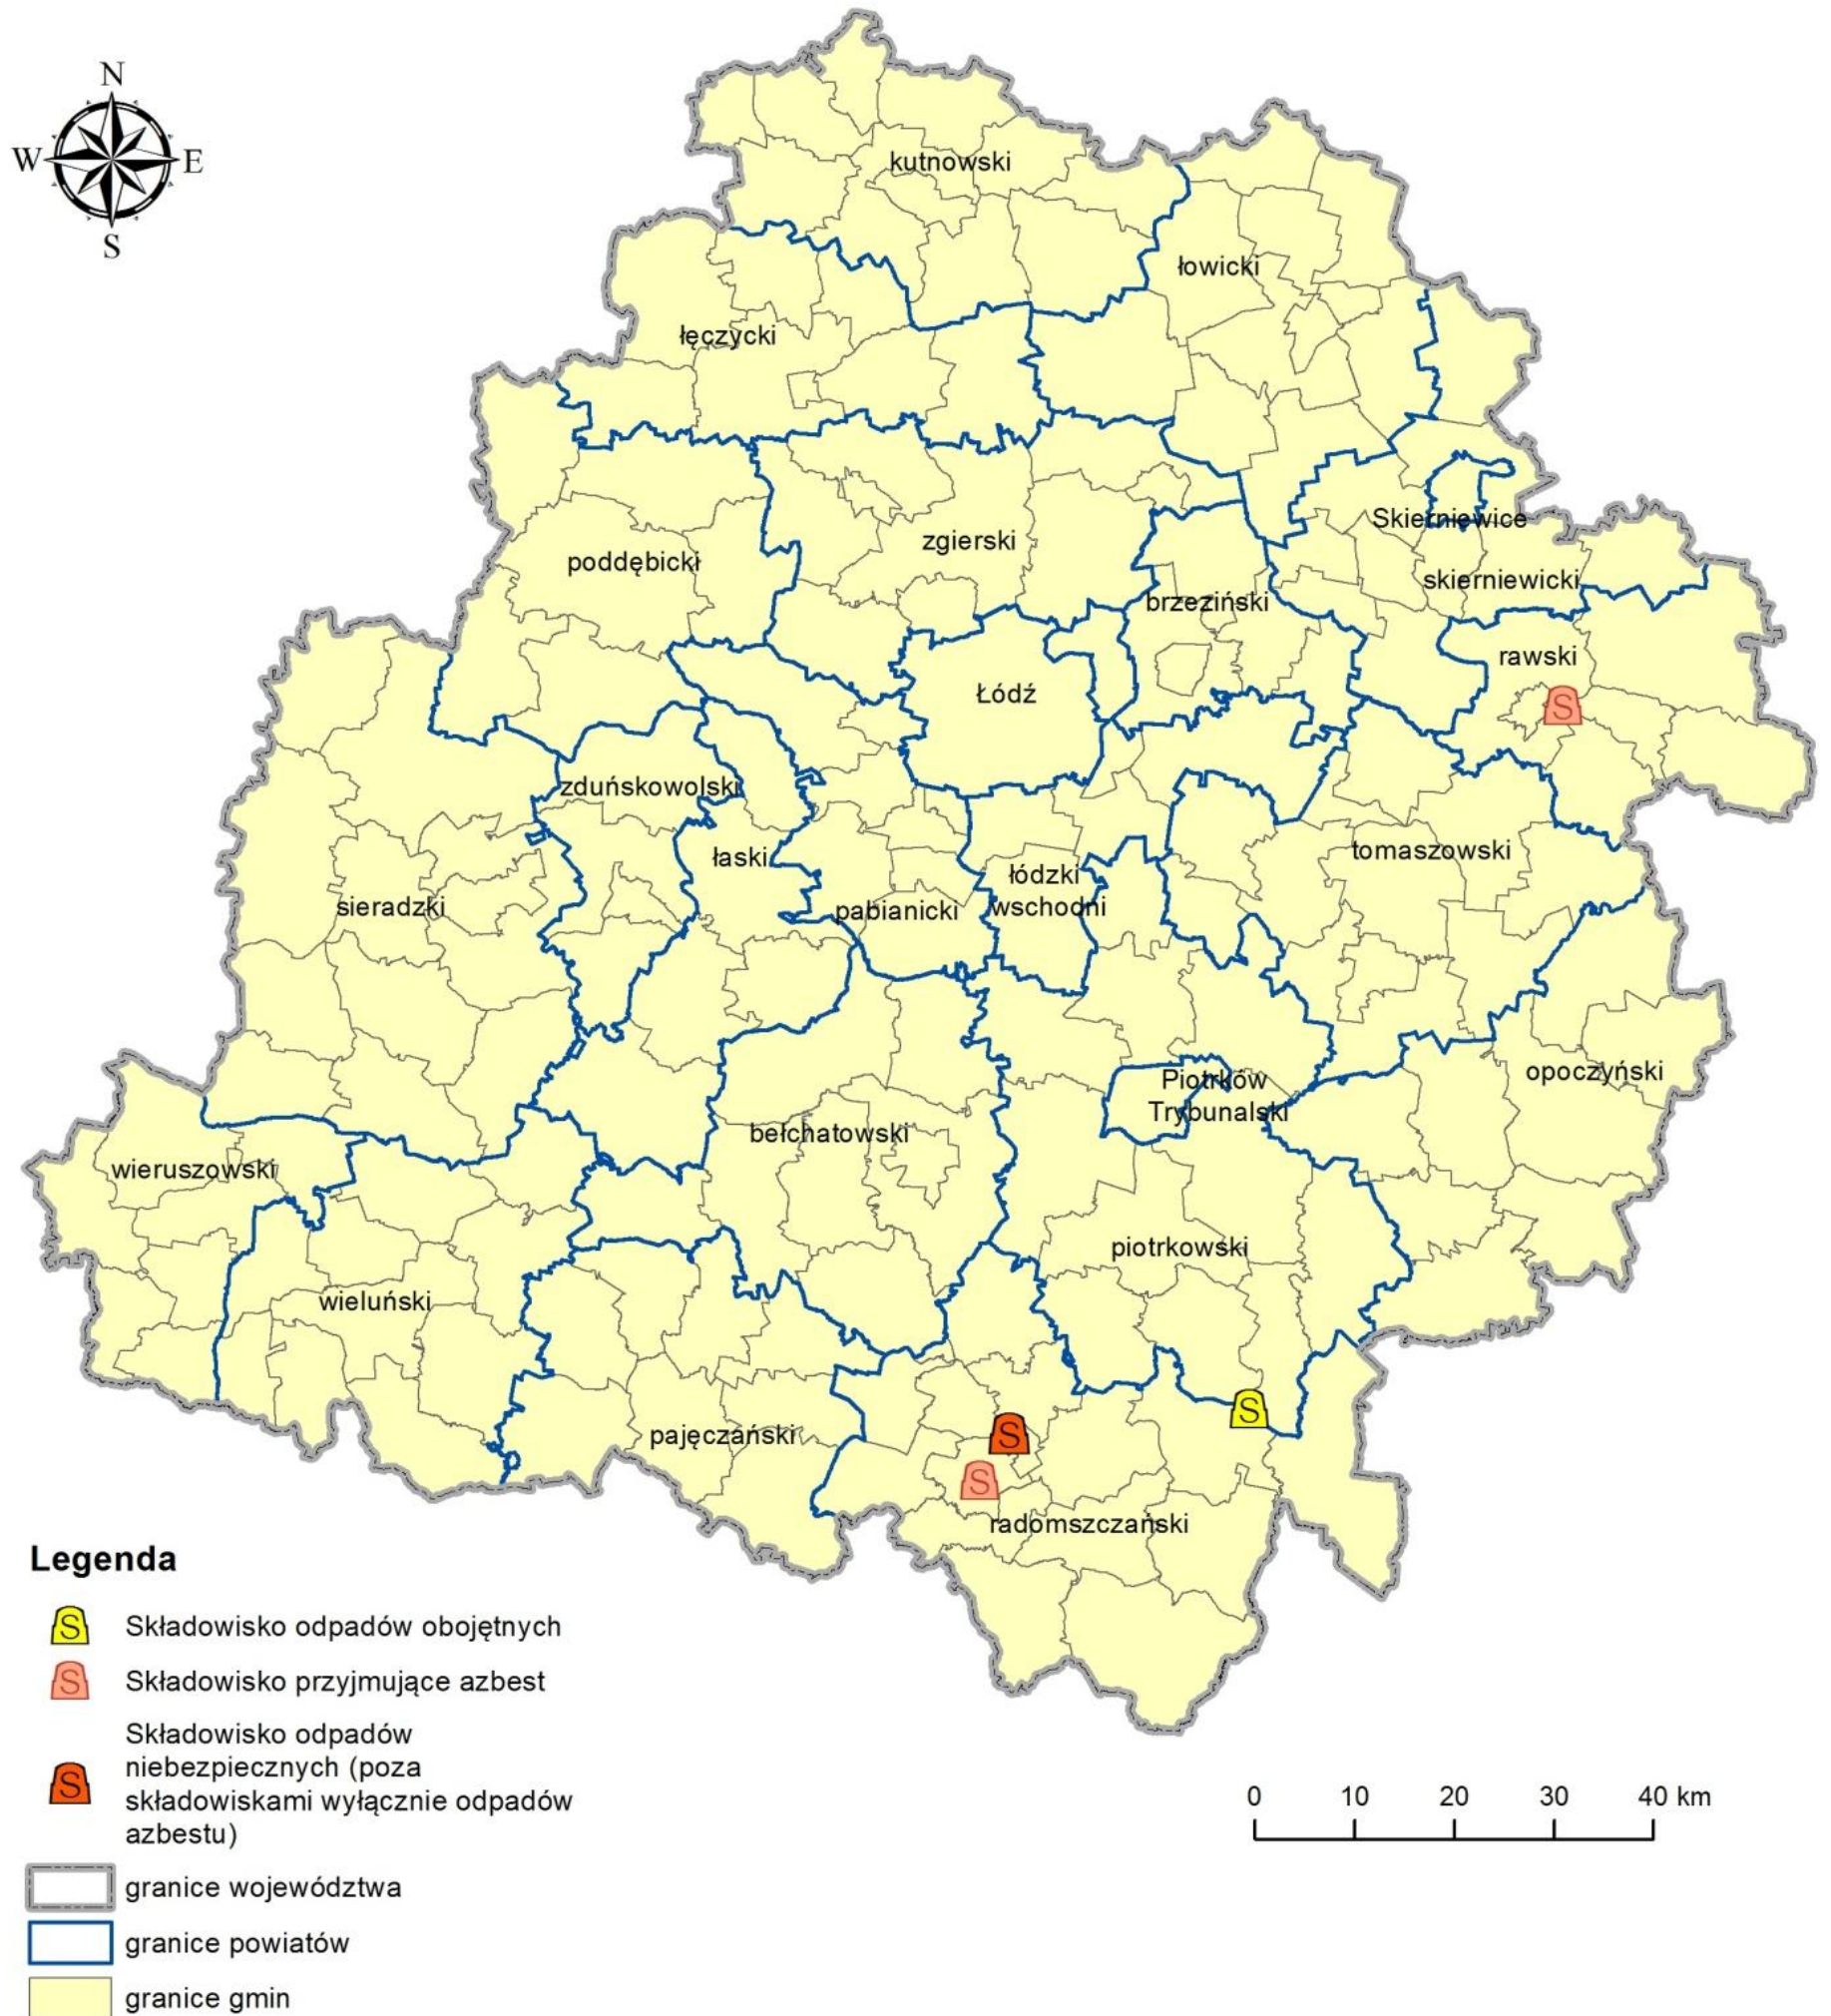 N
W
E
S
kutnowski
łowicki
łęczycki
Skierniewice
zgierski
poddębicki
skierniewicki
brzeziński
rawski
Łódź
S
zduńskowolski
tomaszowski
łaski
łódzki
wschodni
sieradzki
pabianicki
opoczyński
Piotrków
Trybunalski
bełchatowski
wieruszowski
piotrkowski
wieluński
S
S
pajęczański
S
radomszczański
Legenda
S Składowisko odpadów obojętnych
S Składowisko przyjmujące azbest
Składowisko odpadów
niebezpiecznych (poza
S składowiskami wyłącznie odpadów
azbestu)
0 10 20 30 40 km
granice województwa
granice powiatów
granice gmin